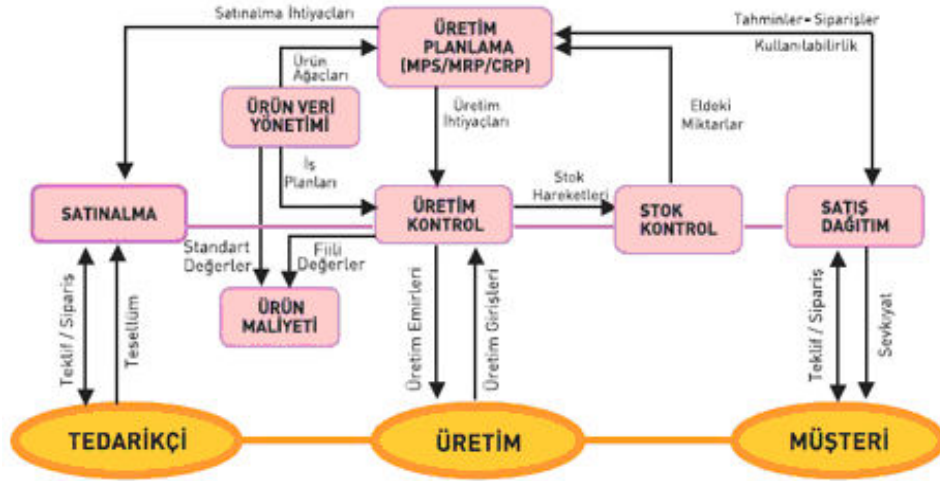 Satınalma İhtiyaçları
ÜRETİM
PLANLAMA
(MPS/MRP/CRP)
Tahminler- Siparişler
Kullanılabilirlik
Ürün
Ağaçları
ÜRÜN VERİ
YÖNETİMİ
Üretim
İhtiyaçları
Eldeki
Miktarlar
İş
Planları
Stok
Hareketleri
SATINALMA
ÜRETİM
KONTROL
STOK
KONTROL
SATIŞ
DAĞITIM
Standart
Değerler
Fiili
Değerler
ÜRÜN
MALİYETİ
Teklif / Sipariş
Tesellüm
Üretim Emirleri
Üretim Girişleri
Teklif / Sipariş
Sevkıyat
TEDARİKÇİ
ÜRETİM
MÜŞTERİ